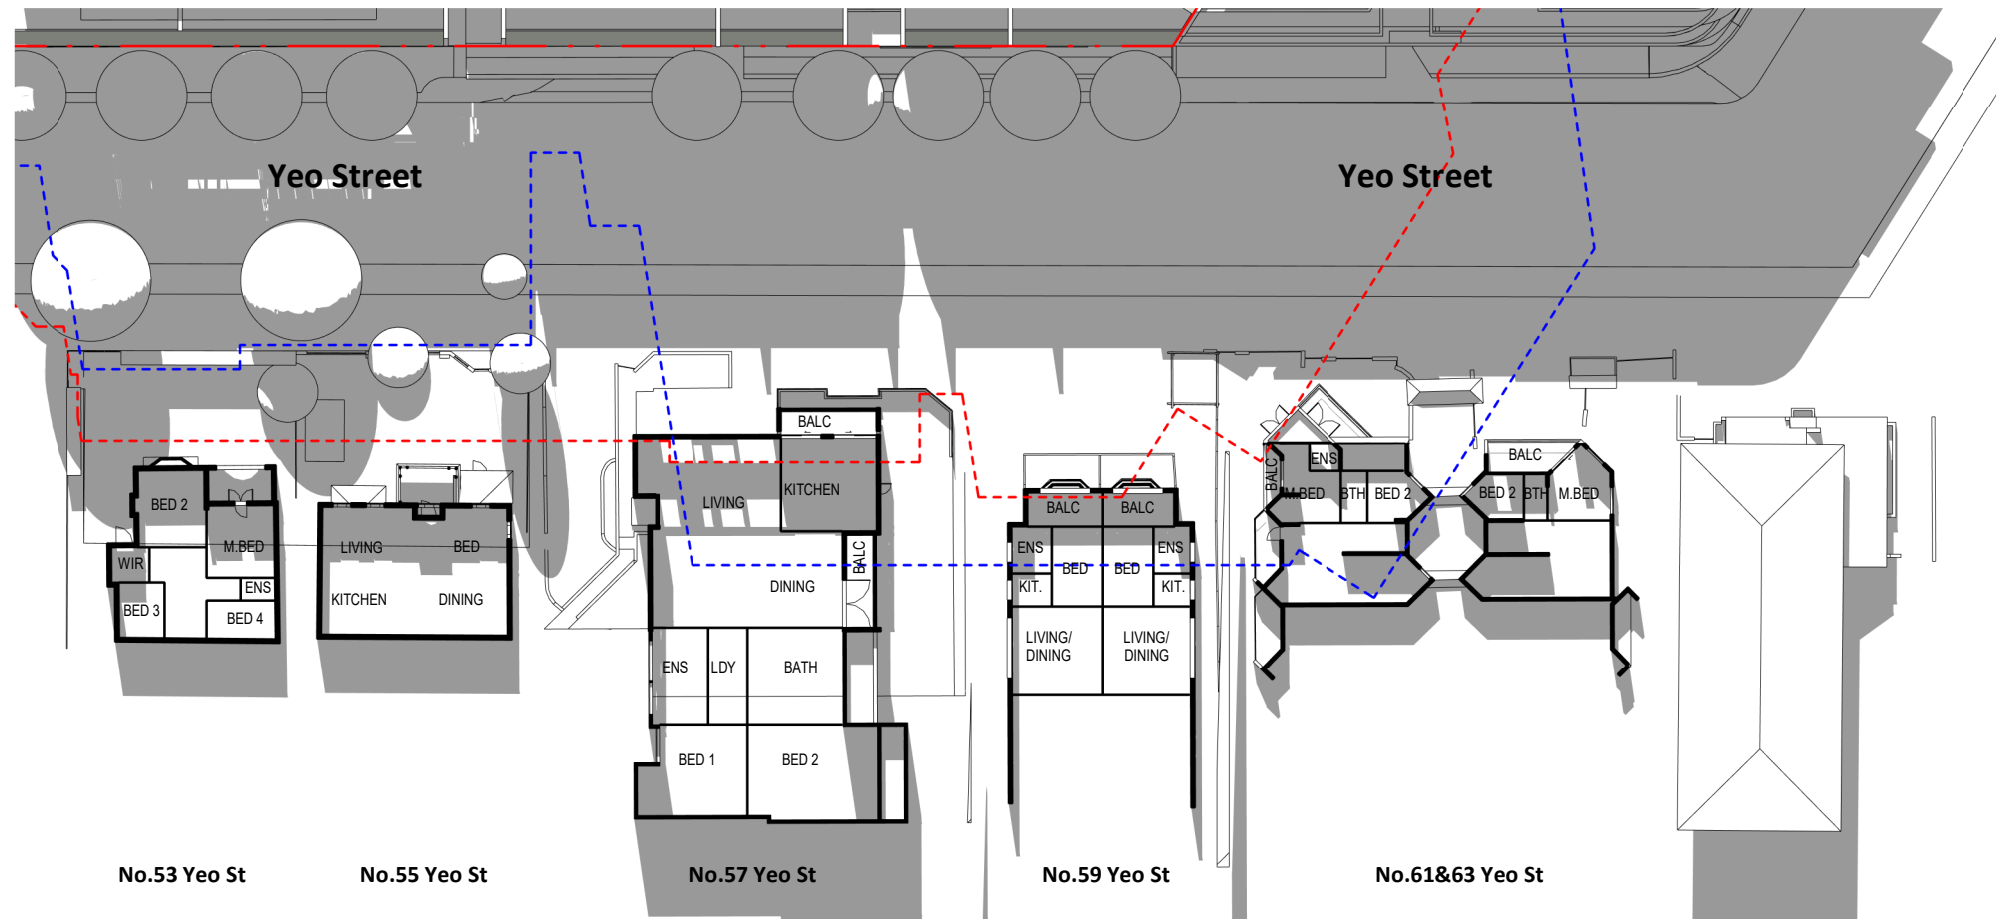 Yeo Street
Yeo Street
BED 2
M.BED
WIR
ENS
BED 3
BED 4
LIVING
BED
KITCHEN
DINING
BALC
LIVING
KITCHEN
BALC
DINING
ENS
LDY
BATH
BED 1
BED 2
BALC
BALC
ENS
BED
BED
ENS
KIT.
KIT.
LIVING/
DINING
LIVING/
DINING
BALC
ENS
M.BED
BTH
BED 2
BALC
BED 2
BTH
M.BED
No.53 Yeo St
No.55 Yeo St
No.57 Yeo St
No.59 Yeo St
No.61&63 Yeo St